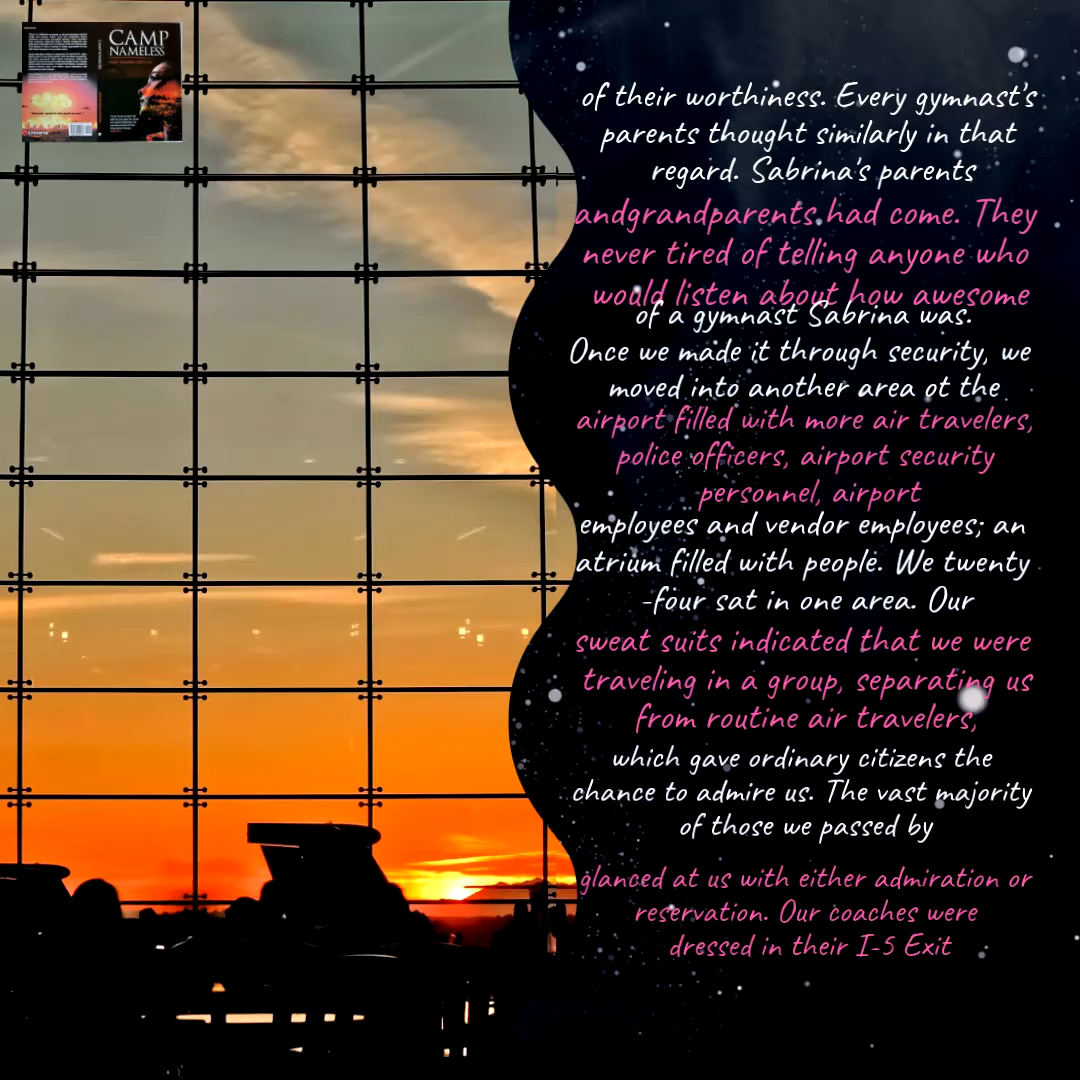 CAMP
NAMELESS
of their worthiness. Every gymnast's
parents thought similarly in that
regard. Sabrina's parents
andgrandparents had come. They
never tired of telling anyone who
would listen about how awesome
of a gymnast Sabrina was.
Once we made it through security, we
moved into another area ot the
airport filled with more air travelers,
police officers, airport security
personnel, airport
employees and vendor employees; an
atrium filled with people. We twenty
-four sat in one area. Our
sweat suits indicated that we were
traveling in a group, separating us
from routine air travelers,
which gave ordinary citizens the
chance to admire us. The vast majority
of those we passed by
glanced at us with either admiration or
reservation. Our coaches were
dressed in their I-5 Exit